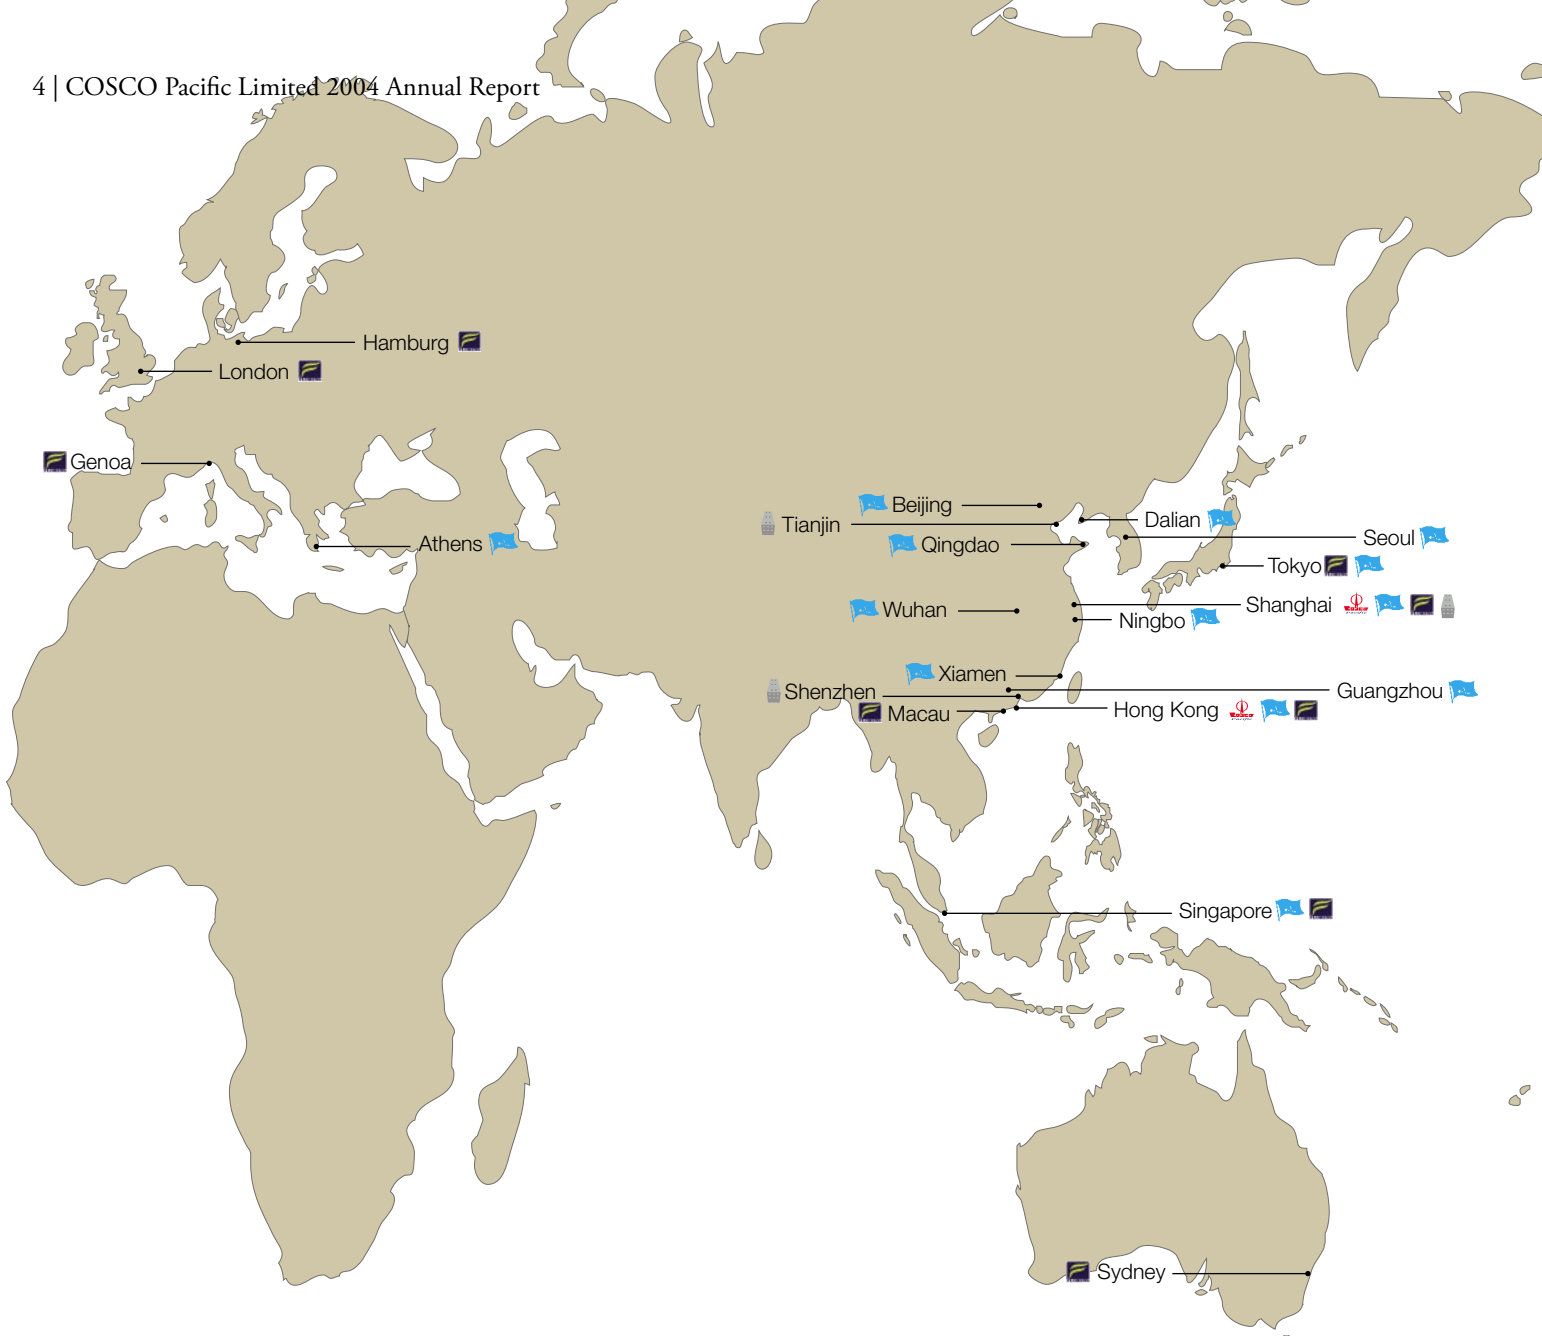 4 | COSCO Pacific Limited 2004 Annual Report
Hamburg
London
Genoa
Athens
Beijing
Tianjin
Dalian
Qingdao
Seoul
Tokyo
Shanghai
Wuhan
Ningbo
Xiamen
Shenzhen
Guangzhou
Macau
Hong Kong
Singapore
Sydney